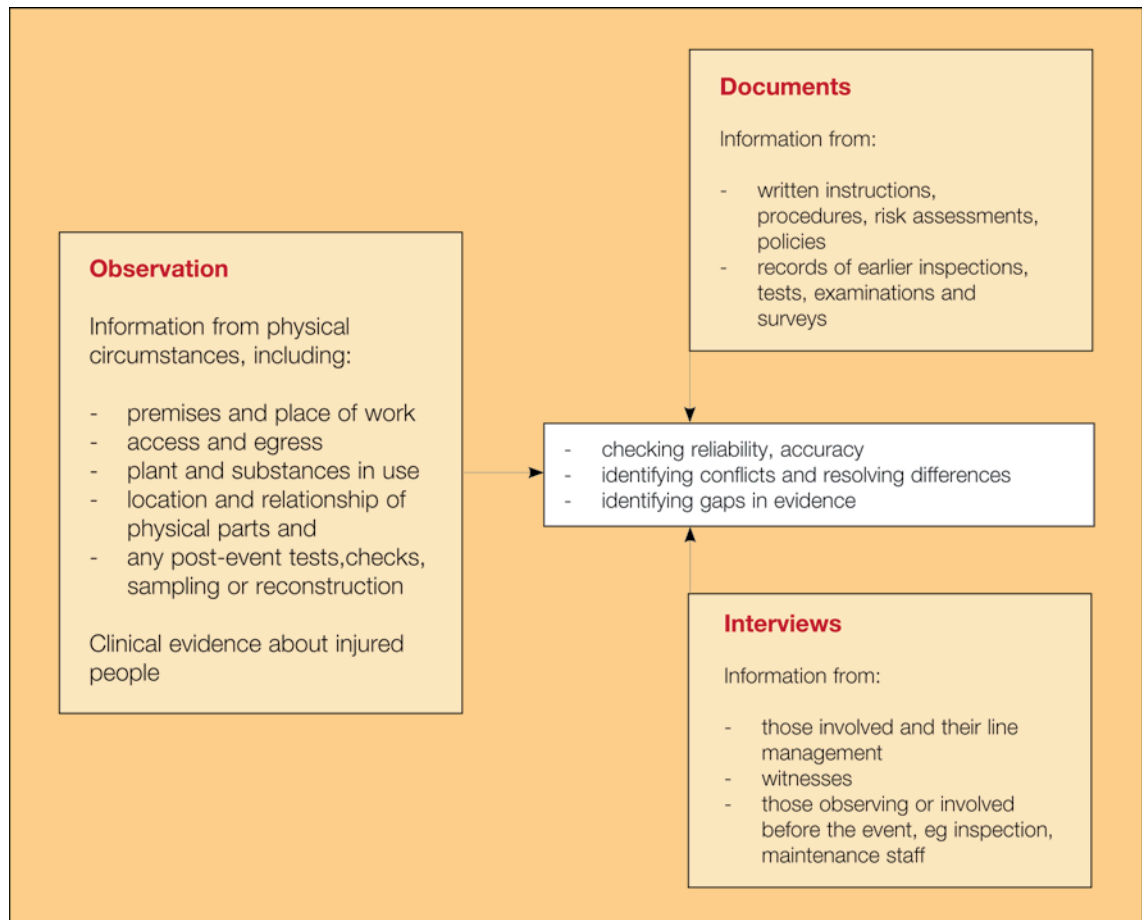 Documents
Information from:
- written instructions,
procedures, risk assessments,
policies
- records of earlier inspections,
tests, examinations and
surveys
Observation
Information from physical
circumstances, including:
- premises and place of work
- access and egress
- plant and substances in use
- location and relationship of
physical parts and
- any post-event tests,checks,
sampling or reconstruction
Clinical evidence about injured
people
- checking reliability, accuracy
- identifying conflicts and resolving differences
- identifying gaps in evidence
Interviews
Information from:
- those involved and their line
management
- witnesses
- those observing or involved
before the event, eg inspection,
maintenance staff